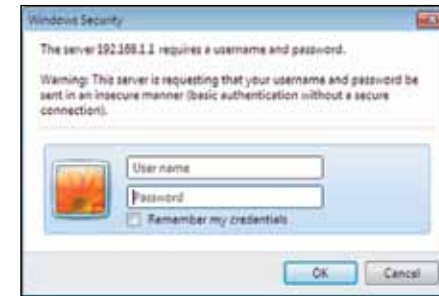 Windows Security
The server 192.168.1.1 requires a username and password.
Warning: This server is requesting that your username and password be
sent in an insecure manner (basic authentication without a secure
connection).
User name
Password
Remember my credentials
OK
Cancel